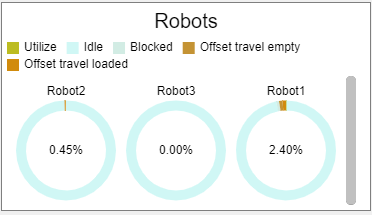 Robots
Utilize Idle Blocked Offset travel empty
Offset travel loaded
Robot2 Robot3 Robot1
0.45% 0.00% 2.40%